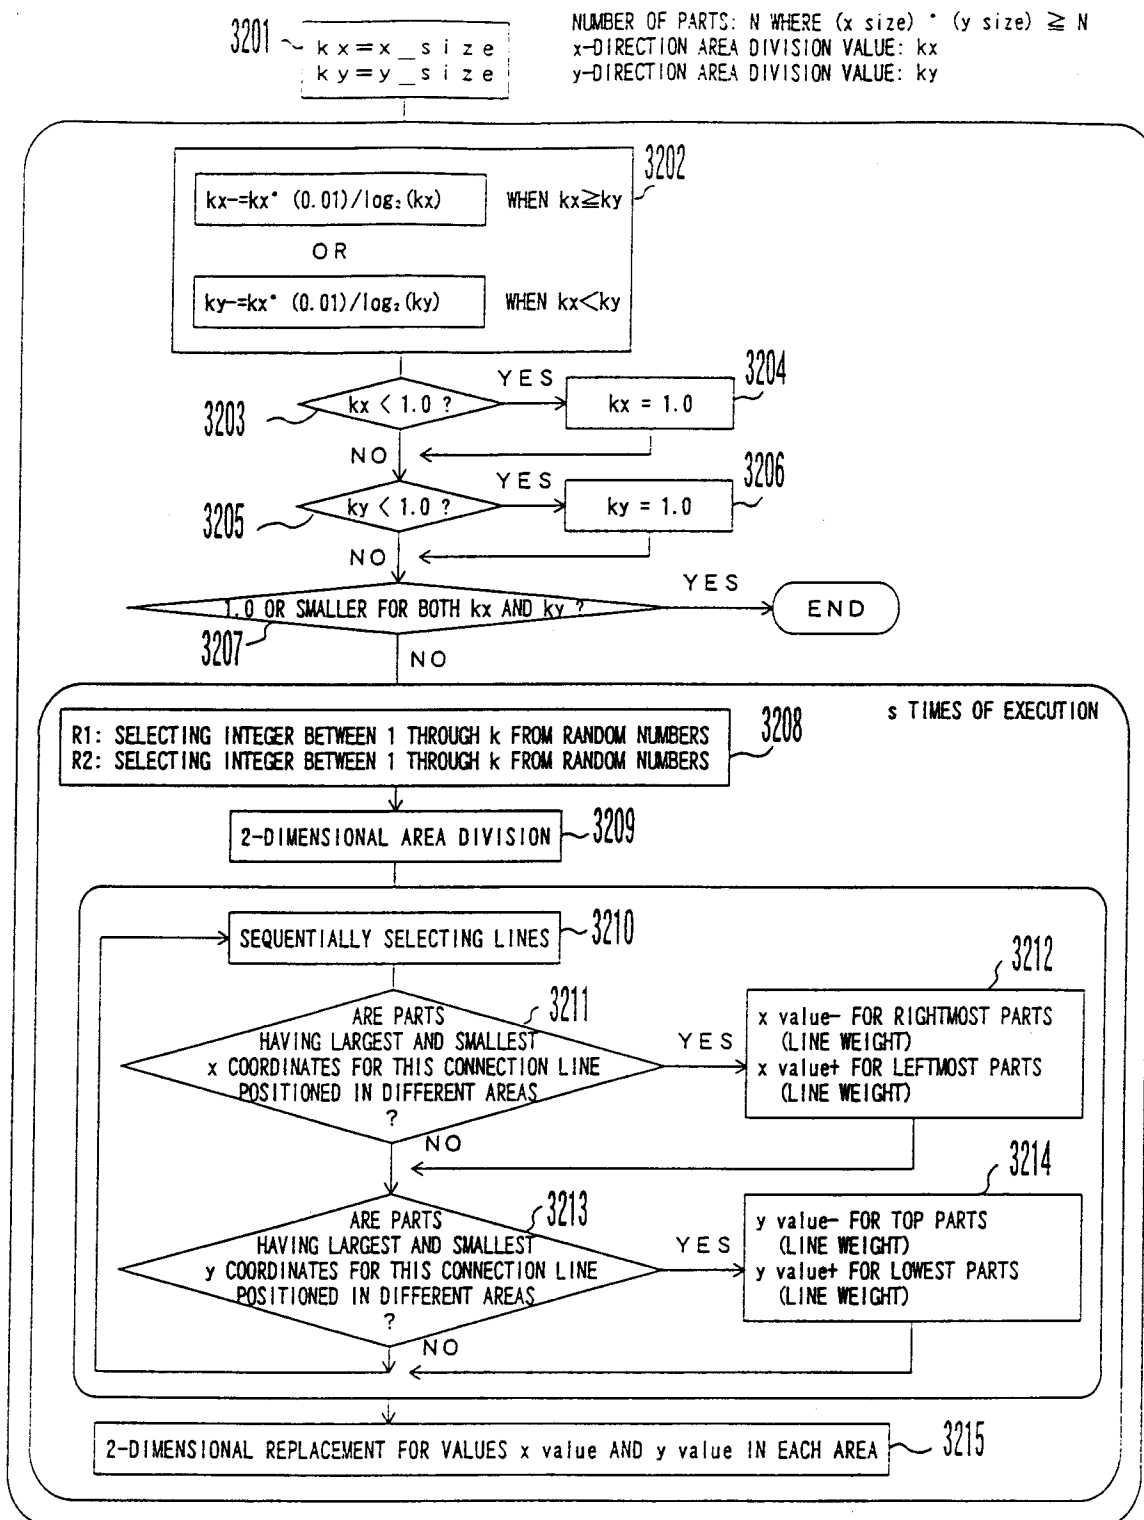 3201
kx=x_size
ky=y_size
NUMBER OF PARTS: N WHERE (x size) * (y size) ≧ N
x-DIRECTION AREA DIVISION VALUE: kx
y-DIRECTION AREA DIVISION VALUE: ky
3202
kx-=kx* (0.01)/log₂(kx) WHEN kx≧ky
OR
ky-=kx* (0.01)/log₂(ky) WHEN kx<ky
3203
kx < 1.0 ?
YES
3204
kx = 1.0
NO
3205
ky < 1.0 ?
YES
3206
ky = 1.0
NO
3207
1.0 OR SMALLER FOR BOTH kx AND ky ?
YES
END
NO
s TIMES OF EXECUTION
3208
R1: SELECTING INTEGER BETWEEN 1 THROUGH k FROM RANDOM NUMBERS
R2: SELECTING INTEGER BETWEEN 1 THROUGH k FROM RANDOM NUMBERS
2-DIMENSIONAL AREA DIVISION
3209
SEQUENTIALLY SELECTING LINES
3210
3211
ARE PARTS
HAVING LARGEST AND SMALLEST
x COORDINATES FOR THIS CONNECTION LINE
POSITIONED IN DIFFERENT AREAS
?
YES
3212
x value- FOR RIGHTMOST PARTS
(LINE WEIGHT)
x value+ FOR LEFTMOST PARTS
(LINE WEIGHT)
NO
3213
ARE PARTS
HAVING LARGEST AND SMALLEST
y COORDINATES FOR THIS CONNECTION LINE
POSITIONED IN DIFFERENT AREAS
?
YES
3214
y value- FOR TOP PARTS
(LINE WEIGHT)
y value+ FOR LOWEST PARTS
(LINE WEIGHT)
NO
2-DIMENSIONAL REPLACEMENT FOR VALUES x value AND y value IN EACH AREA
3215